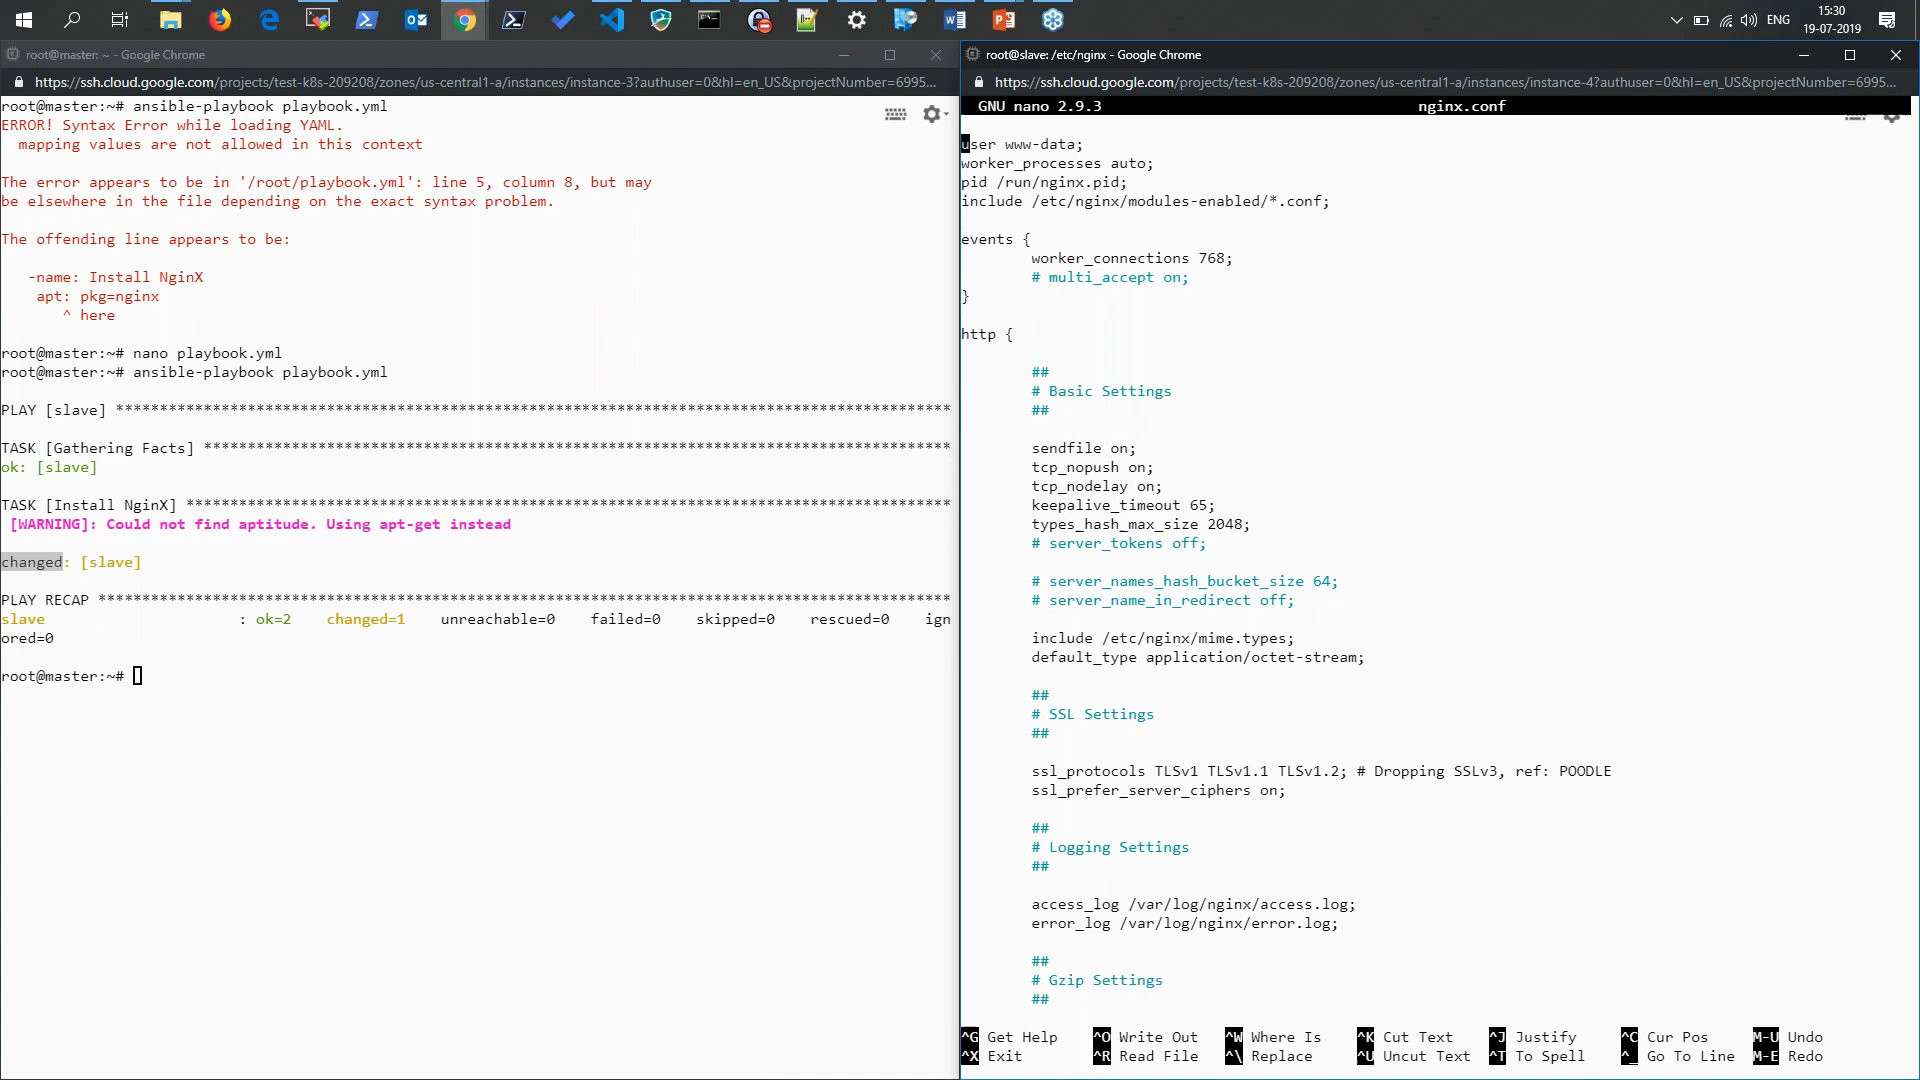 ENG
15:30
19-07-2019
root@master: ~ - Google Chrome
https://ssh.cloud.google.com/projects/test-k8s-209208/zones/us-central1-a/instances/instance-3?authuser=0&hl=en_US&projectNumber=6995...
root@master:~# ansible-playbook playbook.yml
ERROR! Syntax Error while loading YAML.
  mapping values are not allowed in this context
The error appears to be in '/root/playbook.yml': line 5, column 8, but may
be elsewhere in the file depending on the exact syntax problem.
The offending line appears to be:
   -name: Install NginX
    apt: pkg=nginx
       ^ here
root@master:~# nano playbook.yml
root@master:~# ansible-playbook playbook.yml
PLAY [slave] ***********************************************************************************************
TASK [Gathering Facts] *************************************************************************************
ok: [slave]
TASK [Install NginX] ***************************************************************************************
 [WARNING]: Could not find aptitude. Using apt-get instead
changed: [slave]
PLAY RECAP *************************************************************************************************
slave                      : ok=2    changed=1    unreachable=0    failed=0    skipped=0    rescued=0    ign
ored=0
root@master:~#
root@slave: /etc/nginx - Google Chrome
https://ssh.cloud.google.com/projects/test-k8s-209208/zones/us-central1-a/instances/instance-4?authuser=0&hl=en_US&projectNumber=6995...
GNU nano 2.9.3                                    nginx.conf
user www-data;
worker_processes auto;
pid /run/nginx.pid;
include /etc/nginx/modules-enabled/*.conf;
events {
        worker_connections 768;
        # multi_accept on;
}
http {
        ##
        # Basic Settings
        ##
        sendfile on;
        tcp_nopush on;
        tcp_nodelay on;
        keepalive_timeout 65;
        types_hash_max_size 2048;
        # server_tokens off;
        # server_names_hash_bucket_size 64;
        # server_name_in_redirect off;
        include /etc/nginx/mime.types;
        default_type application/octet-stream;
        ##
        # SSL Settings
        ##
        ssl_protocols TLSv1 TLSv1.1 TLSv1.2; # Dropping SSLv3, ref: POODLE
        ssl_prefer_server_ciphers on;
        ##
        # Logging Settings
        ##
        access_log /var/log/nginx/access.log;
        error_log /var/log/nginx/error.log;
        ##
        # Gzip Settings
        ##
^G Get Help    ^O Write Out   ^W Where Is    ^K Cut Text    ^J Justify     ^C Cur Pos     M-U Undo
^X Exit        ^R Read File   ^\ Replace     ^U Uncut Text  ^T To Spell    ^_ Go To Line  M-E Redo